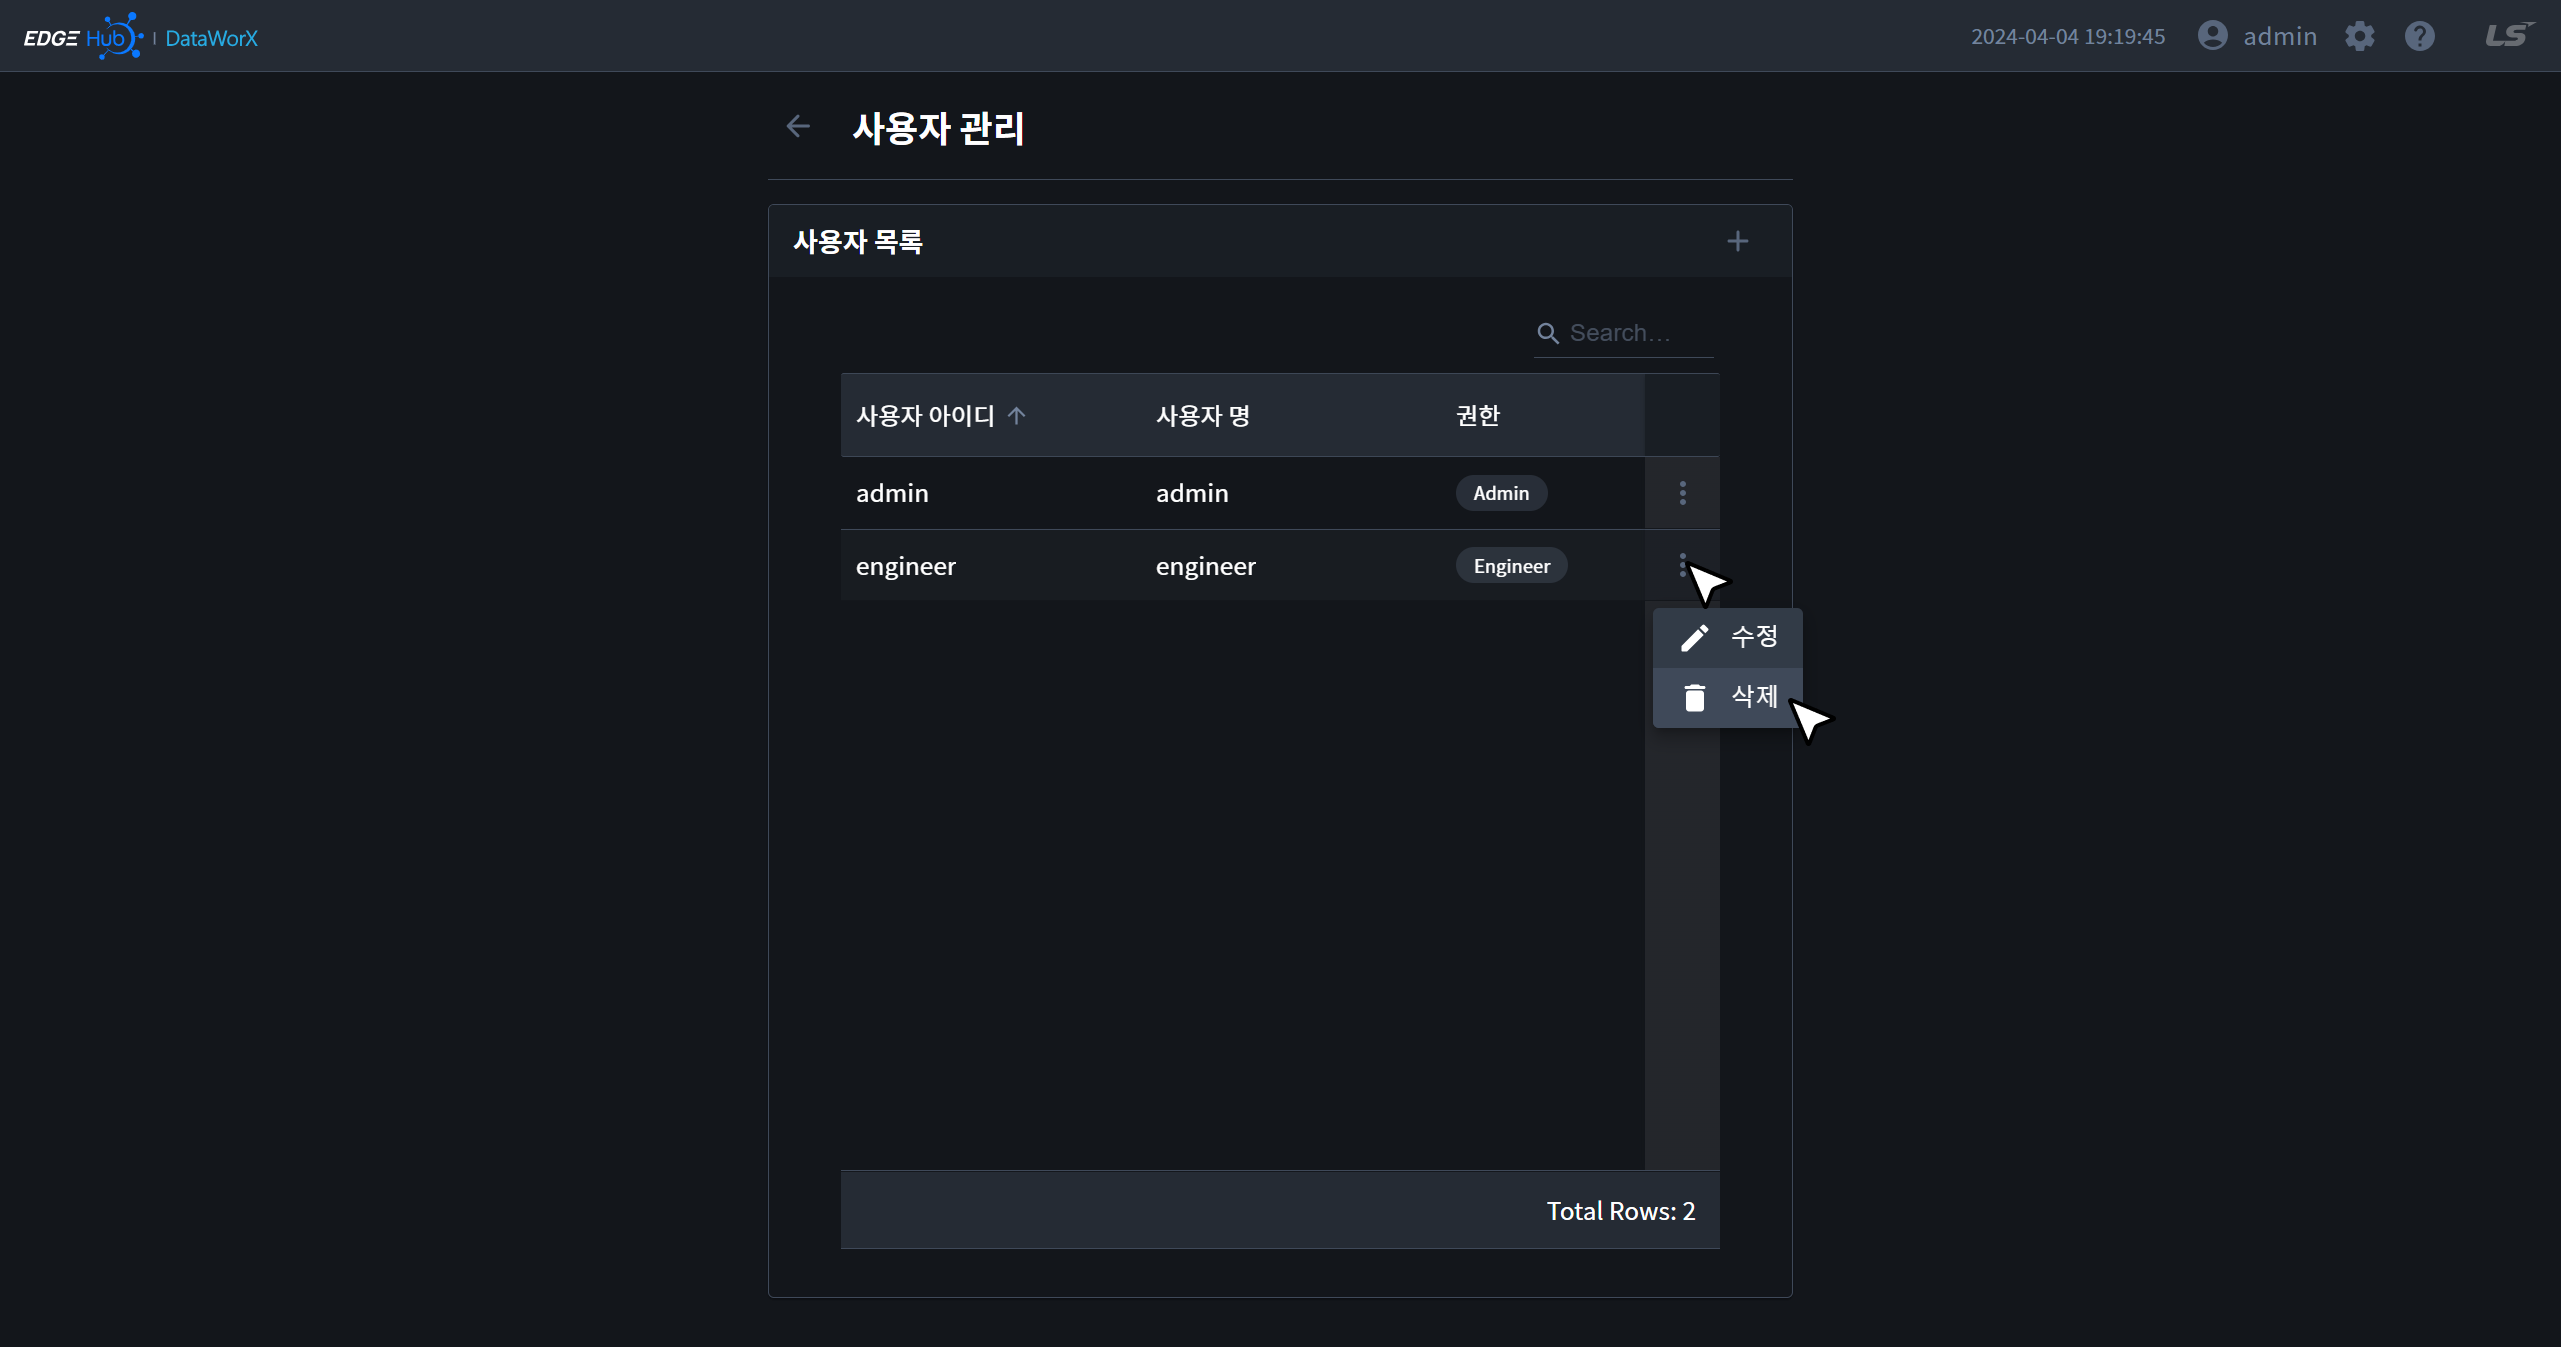 EDGE Hub | DataWorX
2024-04-04 19:19:45 admin LS
사용자 관리
사용자 목록
Search...
사용자 아이디 사용자 명 권한
admin admin Admin
engineer engineer Engineer
수정
삭제
Total Rows: 2